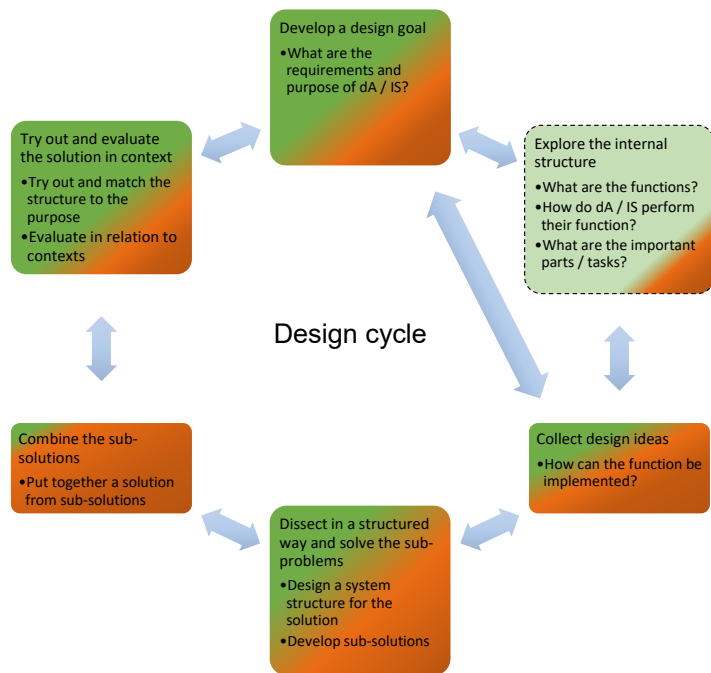 Develop a design goal
•What are the
requirements and
purpose of dA / IS?
Try out and evaluate
the solution in context
•Try out and match the
structure to the
purpose
•Evaluate in relation to
contexts
Explore the internal
structure
•What are the functions?
•How do dA / IS perform
their function?
•What are the important
parts / tasks?
Design cycle
Combine the sub-
solutions
•Put together a solution
from sub-solutions
Collect design ideas
•How can the function be
implemented?
Dissect in a structured
way and solve the sub-
problems
•Design a system
structure for the
solution
•Develop sub-solutions